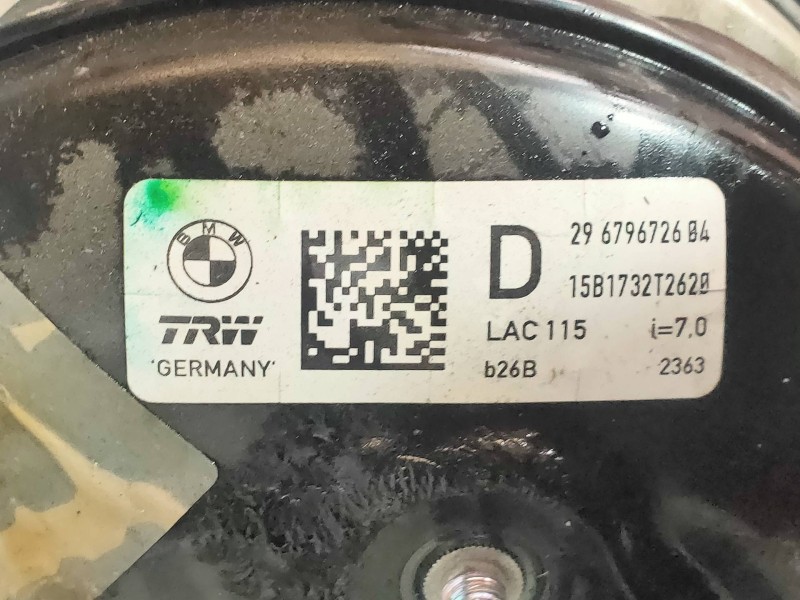 BMW
TRW
'GERMANY'
D
29 6796726 04
15B1732T2620
LAC 115 i=7,0
b26B 2363